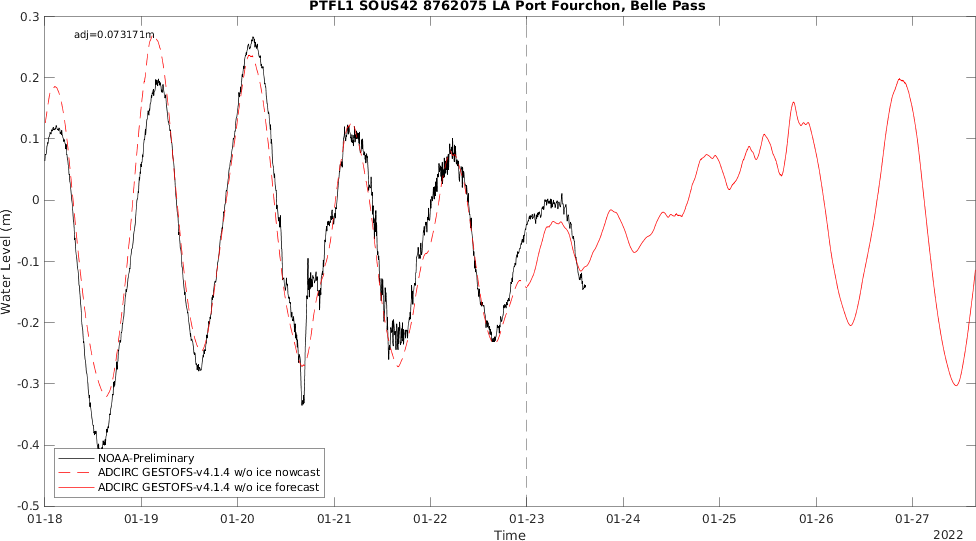 PTFL1 SOUS42 8762075 LA Port Fourchon, Belle Pass
adj=0.073171m
0.3
0.2
0.1
0
-0.1
-0.2
-0.3
-0.4
-0.5
Water Level (m)
NOAA-Preliminary
ADCIRC GESTOFS-v4.1.4 w/o ice nowcast
ADCIRC GESTOFS-v4.1.4 w/o ice forecast
01-18 01-19 01-20 01-21 01-22 01-23 01-24 01-25 01-26 01-27
Time
2022